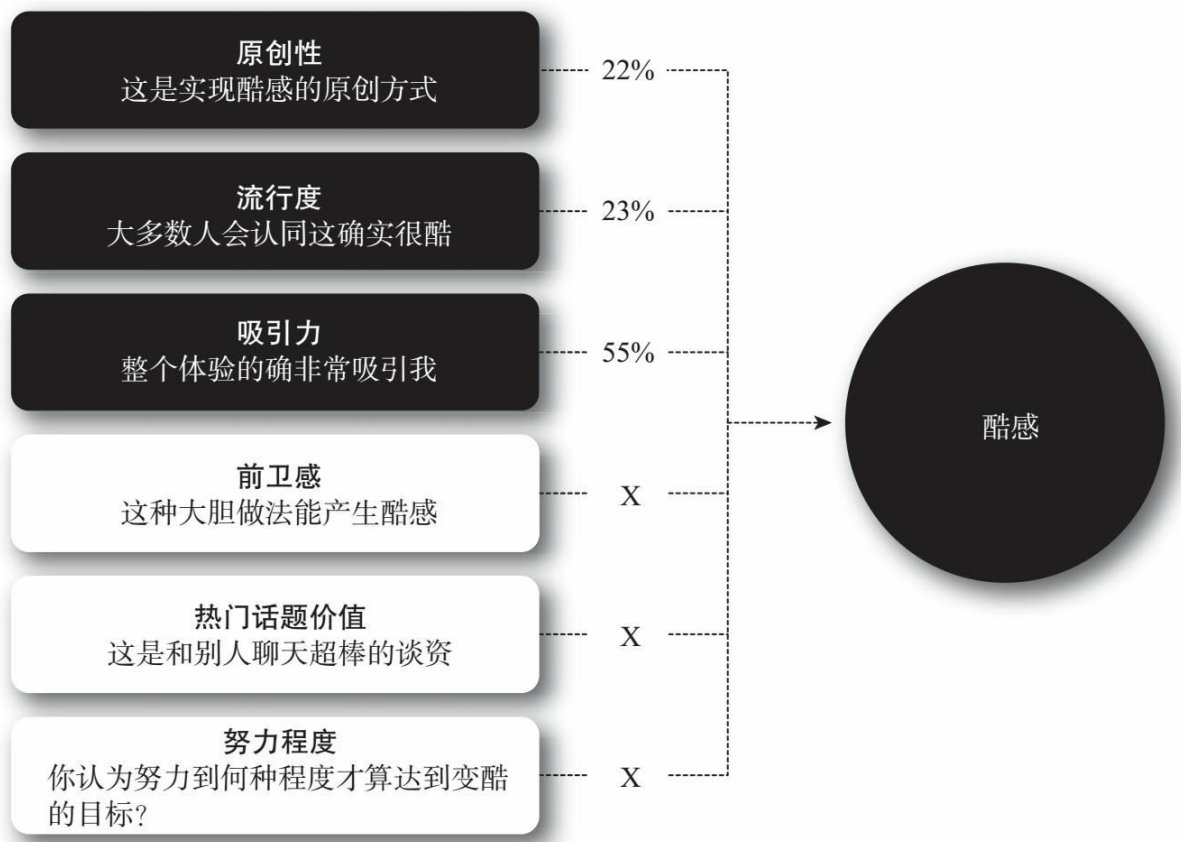 原创性
这是实现酷感的原创方式
22%
流行度
大多数人会认同这确实很酷
23%
吸引力
整个体验的确非常吸引我
55%
酷感
前卫感
这种大胆做法能产生酷感
X
热门话题价值
这是和别人聊天超棒的谈资
X
努力程度
你认为努力到何种程度才算达到变酷
的目标?
X